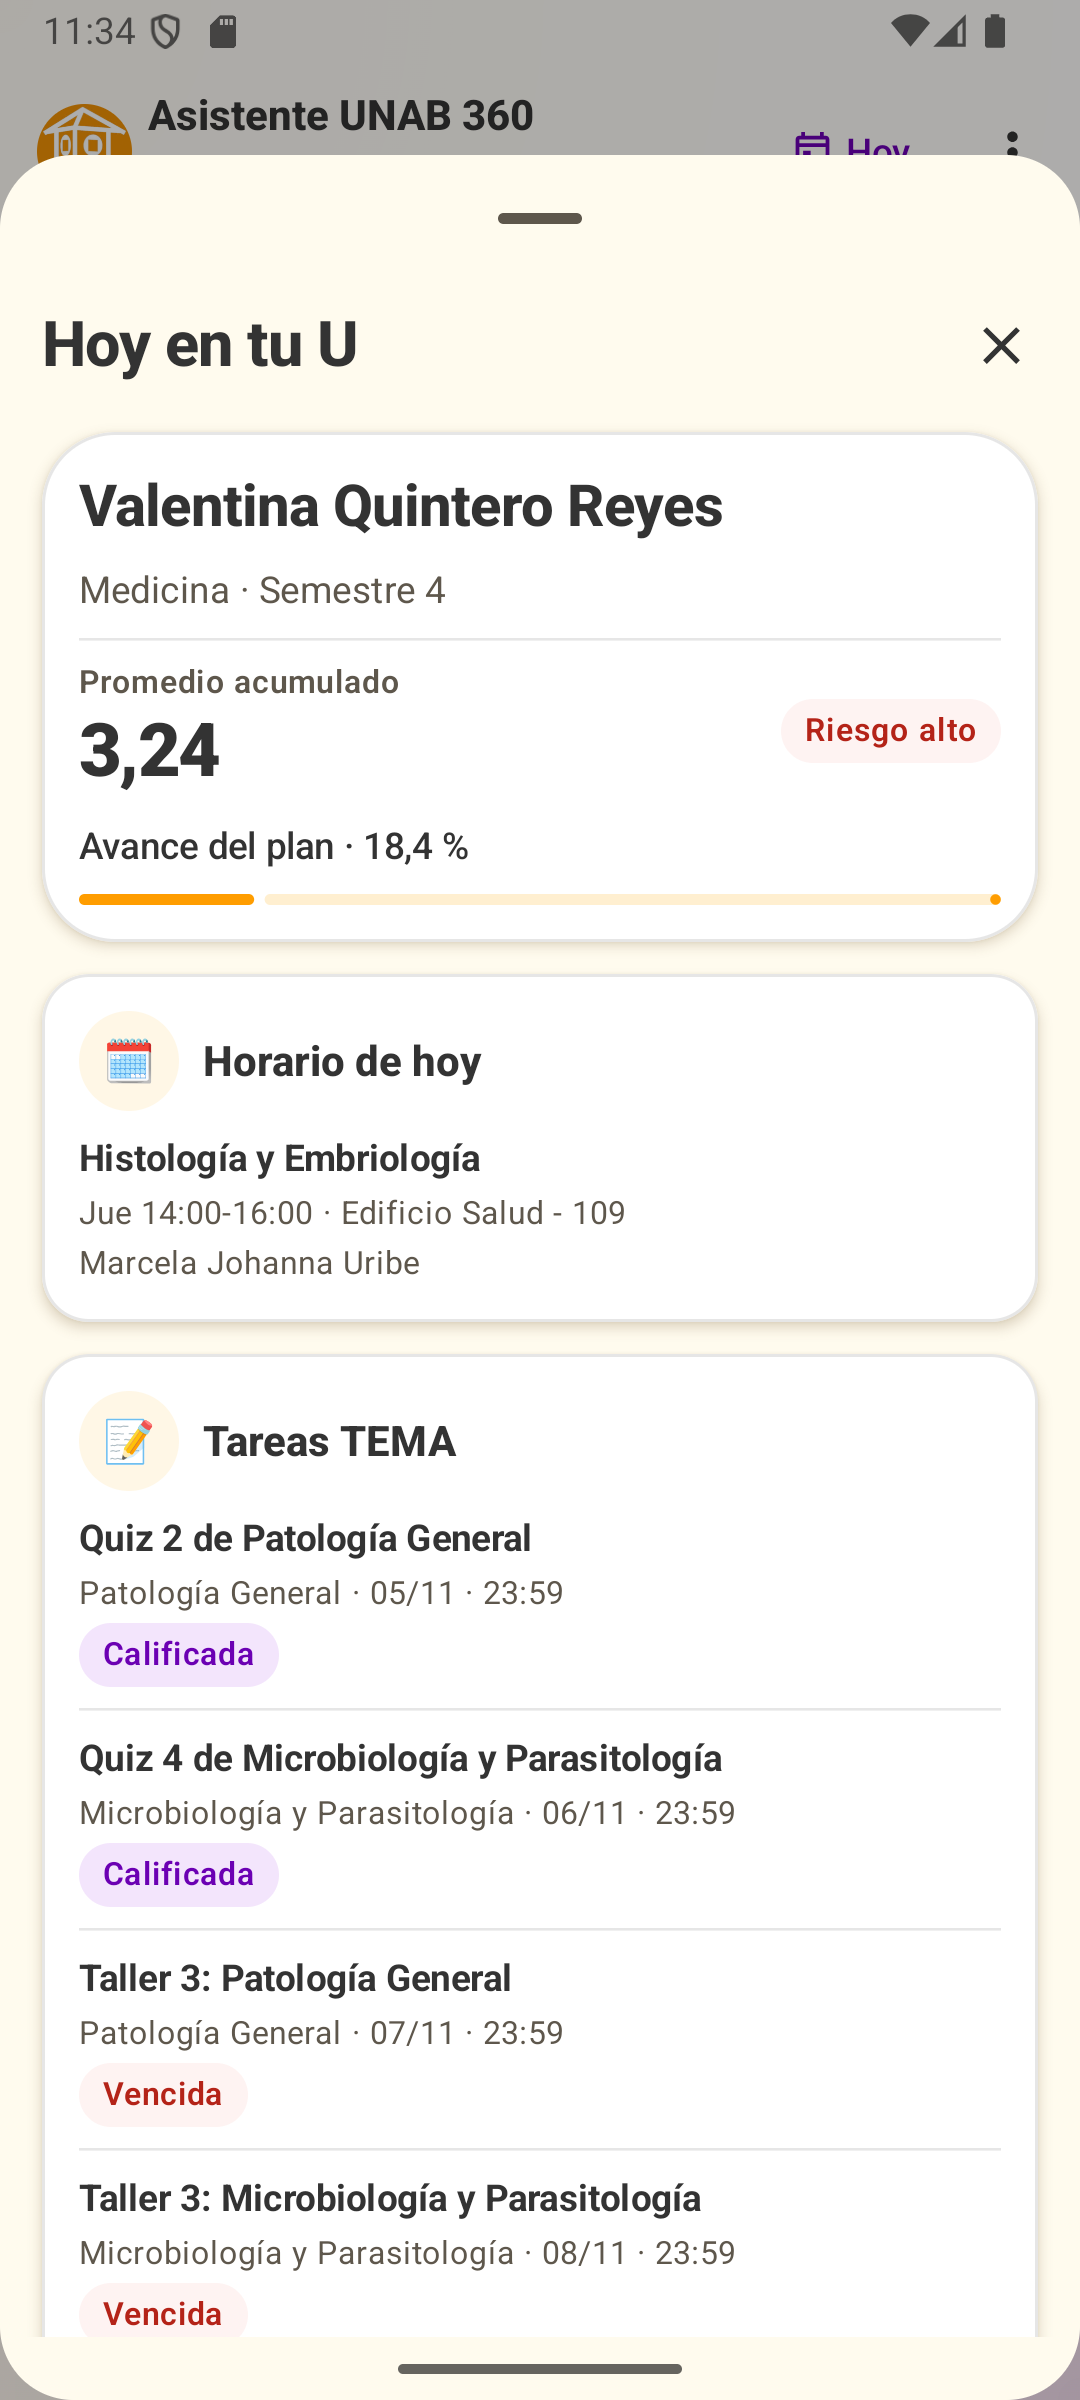 11:34
Asistente UNAB 360
Hoy
Hoy en tu U
Valentina Quintero Reyes
Medicina · Semestre 4
Promedio acumulado
3,24
Riesgo alto
Avance del plan · 18,4 %
Horario de hoy
Histología y Embriología
Jue 14:00-16:00 · Edificio Salud - 109
Marcela Johanna Uribe
Tareas TEMA
Quiz 2 de Patología General
Patología General · 05/11 · 23:59
Calificada
Quiz 4 de Microbiología y Parasitología
Microbiología y Parasitología · 06/11 · 23:59
Calificada
Taller 3: Patología General
Patología General · 07/11 · 23:59
Vencida
Taller 3: Microbiología y Parasitología
Microbiología y Parasitología · 08/11 · 23:59
Vencida